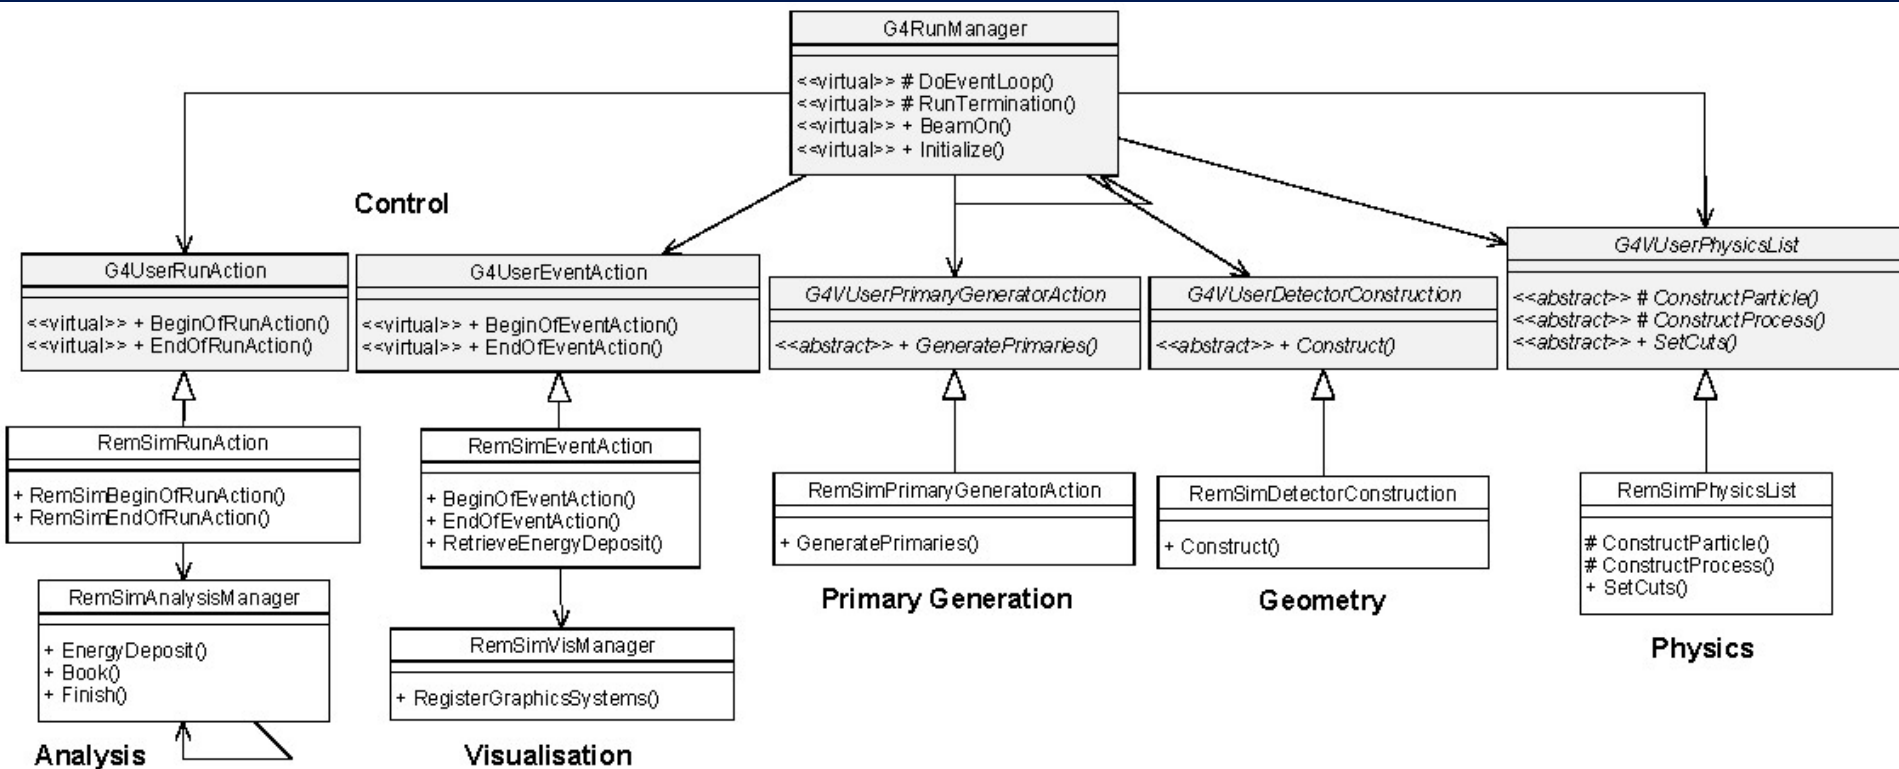 G4RunManager
<<virtual>> # DoEventLoop()
<<virtual>> # RunTermination()
<<virtual>> + BeamOn()
<<virtual>> + Initialize()
Control
G4UserRunAction
<<virtual>> + BeginOfRunAction()
<<virtual>> + EndOfRunAction()
G4UserEventAction
<<virtual>> + BeginOfEventAction()
<<virtual>> + EndOfEventAction()
G4VUserPrimaryGeneratorAction
<<abstract>> + GeneratePrimaries()
G4VUserDetectorConstruction
<<abstract>> + Construct()
G4VUserPhysicsList
<<abstract>> # ConstructParticle()
<<abstract>> # ConstructProcess()
<<abstract>> + SetCuts()
RemSimRunAction
+ RemSimBeginOfRunAction()
+ RemSimEndOfRunAction()
RemSimEventAction
+ BeginOfEventAction()
+ EndOfEventAction()
+ RetrieveEnergyDeposit()
RemSimPrimaryGeneratorAction
+ GeneratePrimaries()
RemSimDetectorConstruction
+ Construct()
RemSimPhysicsList
# ConstructParticle()
# ConstructProcess()
+ SetCuts()
RemSimAnalysisManager
+ EnergyDeposit()
+ Book()
+ Finish()
RemSimVisManager
+ RegisterGraphicsSystems()
Primary Generation
Geometry
Physics
Analysis
Visualisation